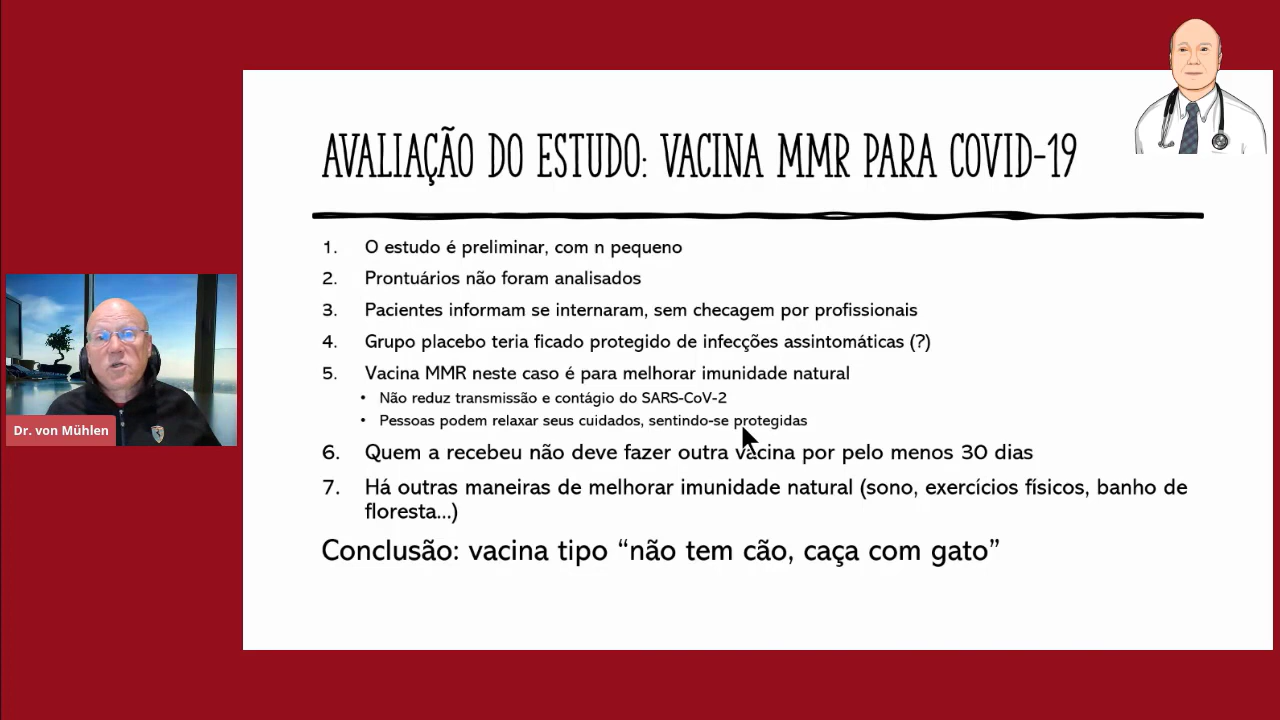 AVALIAÇÃO DO ESTUDO: VACINA MMR PARA COVID-19
1. O estudo é preliminar, com n pequeno
2. Prontuários não foram analisados
3. Pacientes informam se internaram, sem checagem por profissionais
4. Grupo placebo teria ficado protegido de infecções assintomáticas (?)
5. Vacina MMR neste caso é para melhorar imunidade natural
• Não reduz transmissão e contágio do SARS-CoV-2
• Pessoas podem relaxar seus cuidados, sentindo-se protegidas
6. Quem a recebeu não deve fazer outra vacina por pelo menos 30 dias
7. Há outras maneiras de melhorar imunidade natural (sono, exercícios físicos, banho de
floresta...)
Conclusão: vacina tipo “não tem cão, caça com gato”
Dr. von Mühlen